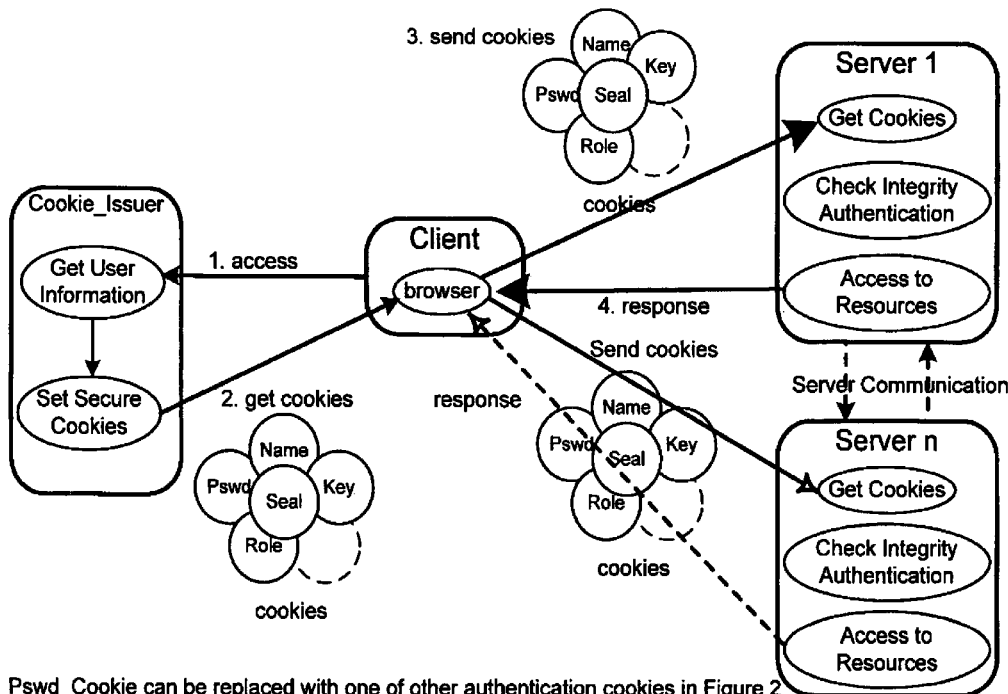 3. send cookies
Name
Key
Pswd
Seal
Role
cookies
Server 1
Get Cookies
Check Integrity
Authentication
Access to
Resources
Cookie_Issuer
Get User
Information
Set Secure
Cookies
1. access
Client
browser
4. response
2. get cookies
Name
Pswd
Seal
Key
Role
cookies
response
Send cookies
Name
Pswd
Seal
Key
Role
cookies
Server Communication
Server n
Get Cookies
Check Integrity
Authentication
Access to
Resources
Pswd_Cookie can be replaced with one of other authentication cookies in Figure 2